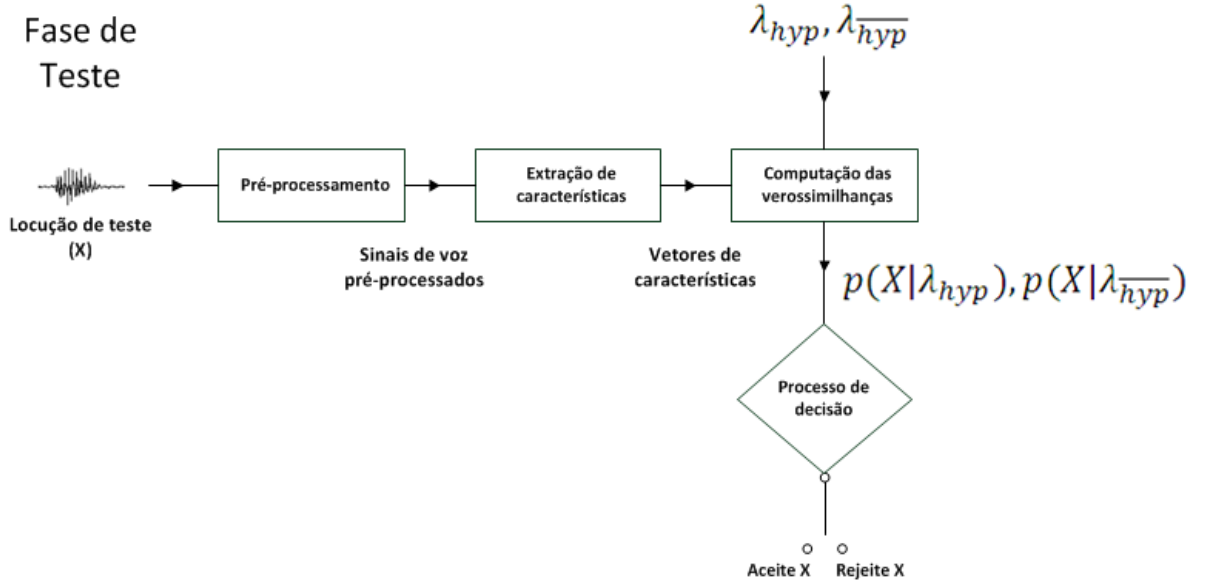 Fase de
Teste
λ_hyp, λ_\overline{hyp}
Pré-processamento
Extração de
características
Computação das
verossimilhanças
Locução de teste
(X)
Sinais de voz
pré-processados
Vetores de
características
p(X|λ_hyp), p(X|λ_\overline{hyp})
Processo de
decisão
Aceite X
Rejeite X